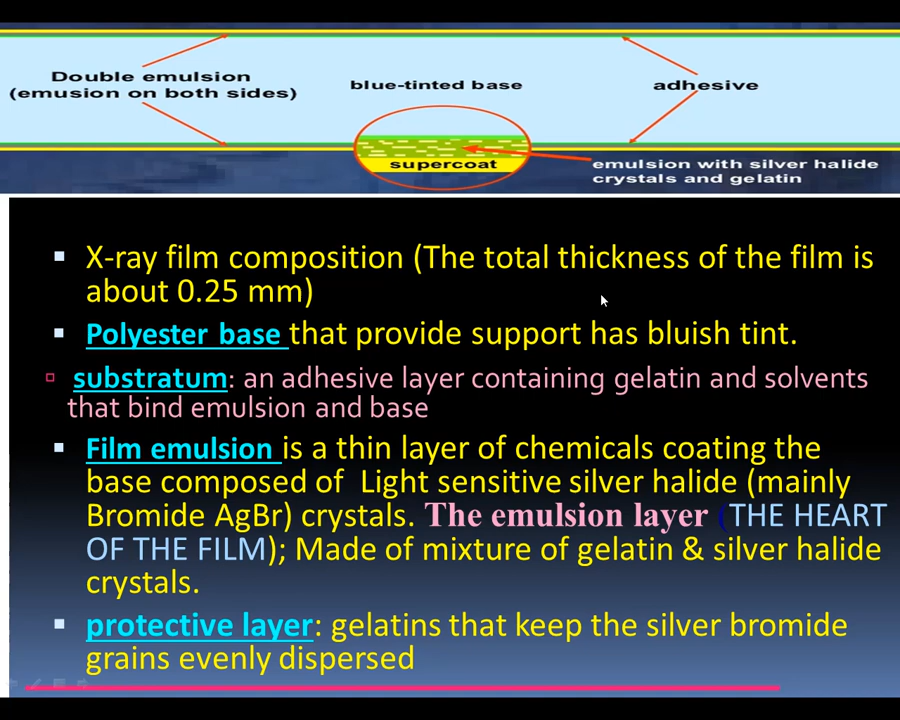 Double emulsion
(emusion on both sides)
blue-tinted base
adhesive
supercoat
emulsion with silver halide
crystals and gelatin
X-ray film composition (The total thickness of the film is
about 0.25 mm)
Polyester base that provide support has bluish tint.
substratum: an adhesive layer containing gelatin and solvents
that bind emulsion and base
Film emulsion is a thin layer of chemicals coating the
base composed of Light sensitive silver halide (mainly
Bromide AgBr) crystals. The emulsion layer (THE HEART
OF THE FILM); Made of mixture of gelatin & silver halide
crystals.
protective layer: gelatins that keep the silver bromide
grains evenly dispersed